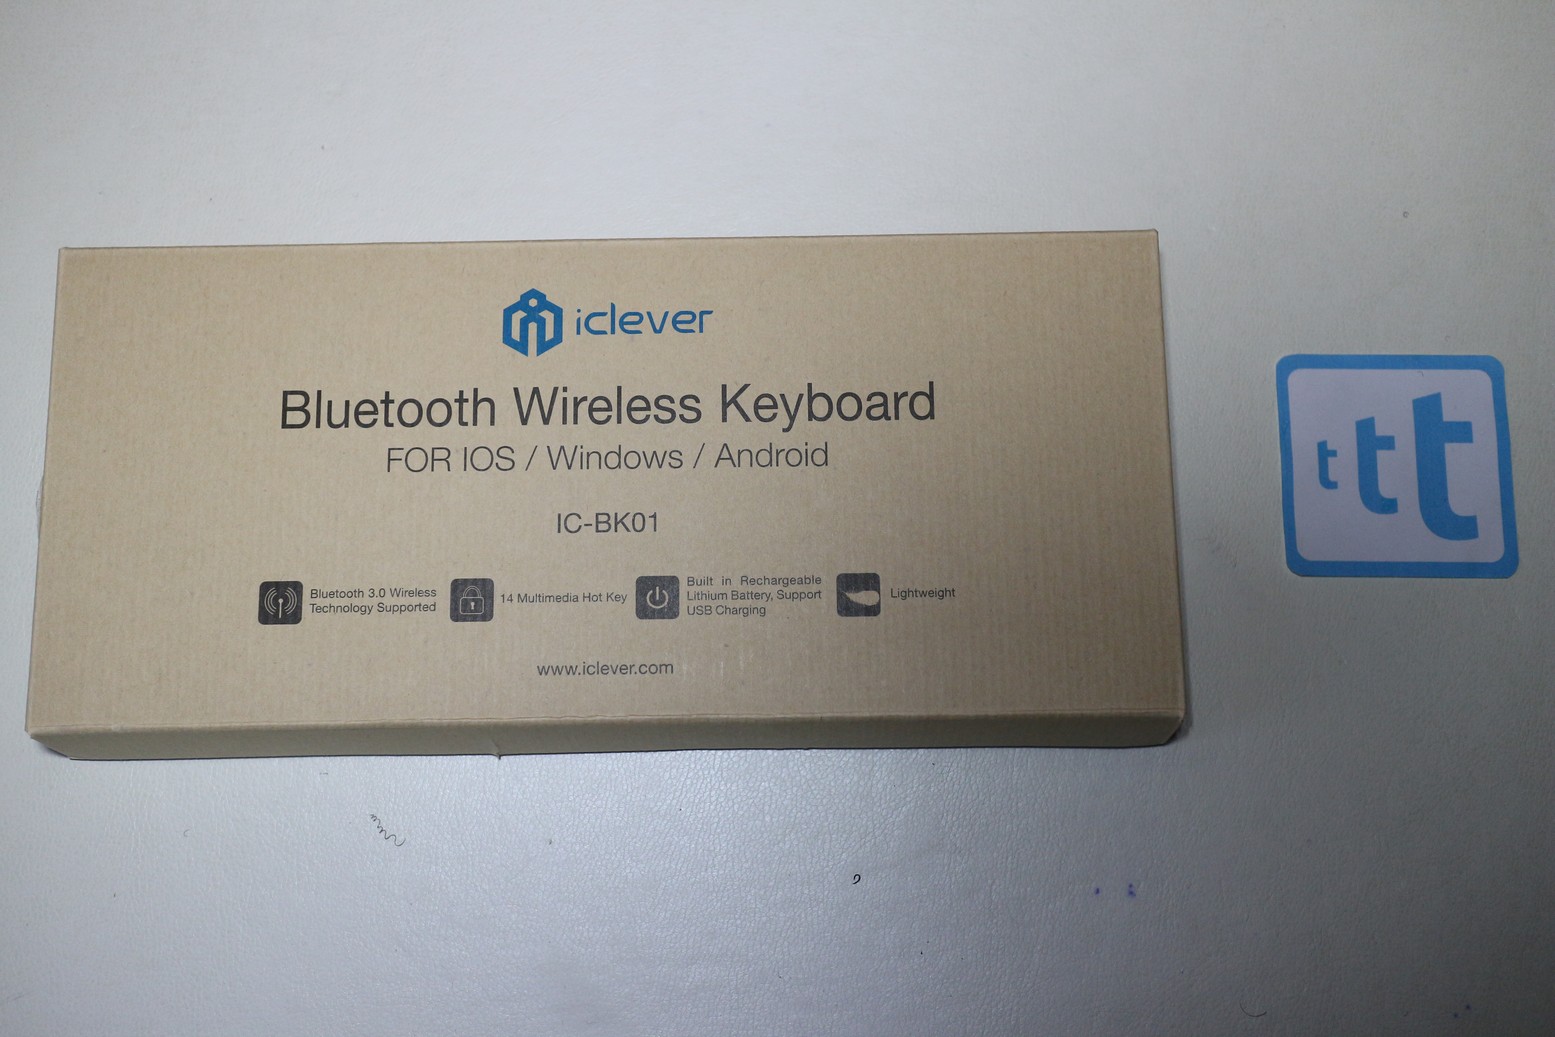 iclever
Bluetooth Wireless Keyboard
FOR IOS / Windows / Android
IC-BK01
Bluetooth 3.0 Wireless
Technology Supported
14 Multimedia Hot Key
Built in Rechargeable
Lithium Battery, Support
USB Charging
Lightweight
www.iclever.com
ttt